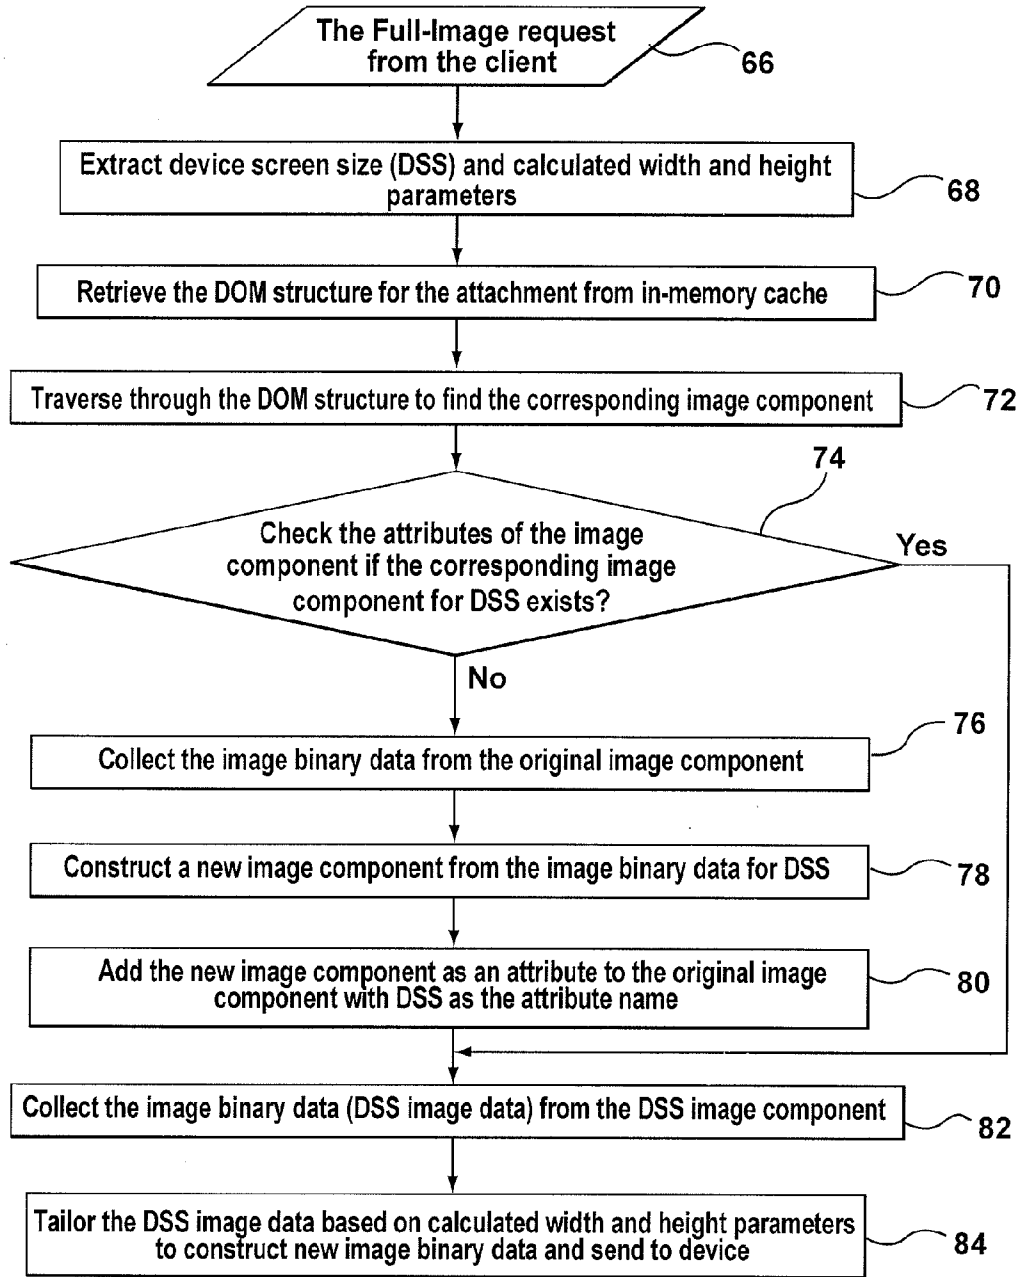 The Full-Image request
from the client
66
Extract device screen size (DSS) and calculated width and height
parameters
68
Retrieve the DOM structure for the attachment from in-memory cache
70
Traverse through the DOM structure to find the corresponding image component
72
74
Check the attributes of the image
component if the corresponding image
component for DSS exists?
Yes
No
76
Collect the image binary data from the original image component
Construct a new image component from the image binary data for DSS
78
Add the new image component as an attribute to the original image
component with DSS as the attribute name
80
Collect the image binary data (DSS image data) from the DSS image component
82
Tailor the DSS image data based on calculated width and height parameters
to construct new image binary data and send to device
84